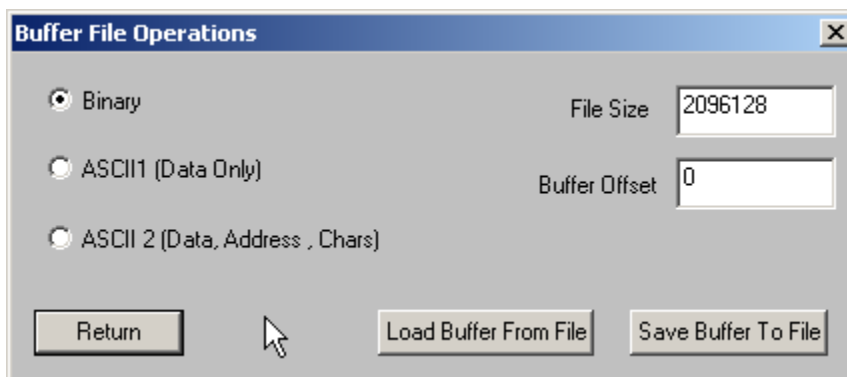 Buffer File Operations
Binary
File Size 2096128
ASCII1 (Data Only)
Buffer Offset 0
ASCII 2 (Data, Address , Chars)
Return Load Buffer From File Save Buffer To File